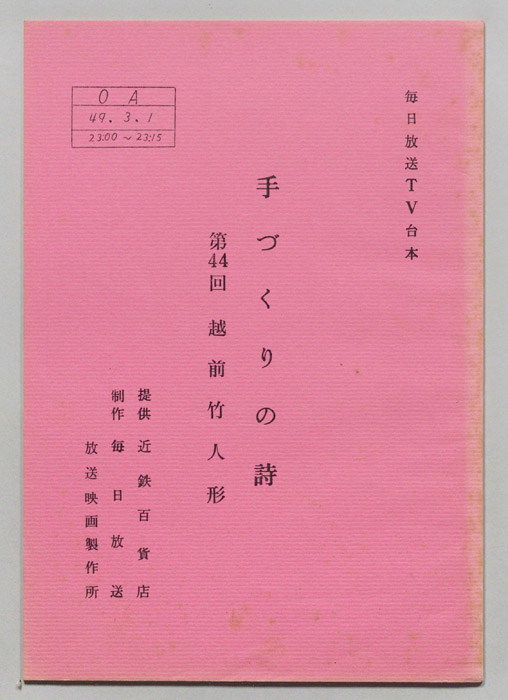 毎日放送TV台本
手づくりの詩
第44回 越前竹人形
提供 近鉄百貨店
制作 毎日放送
放送映画製作所
OA
49.3.1
23:00~23:15